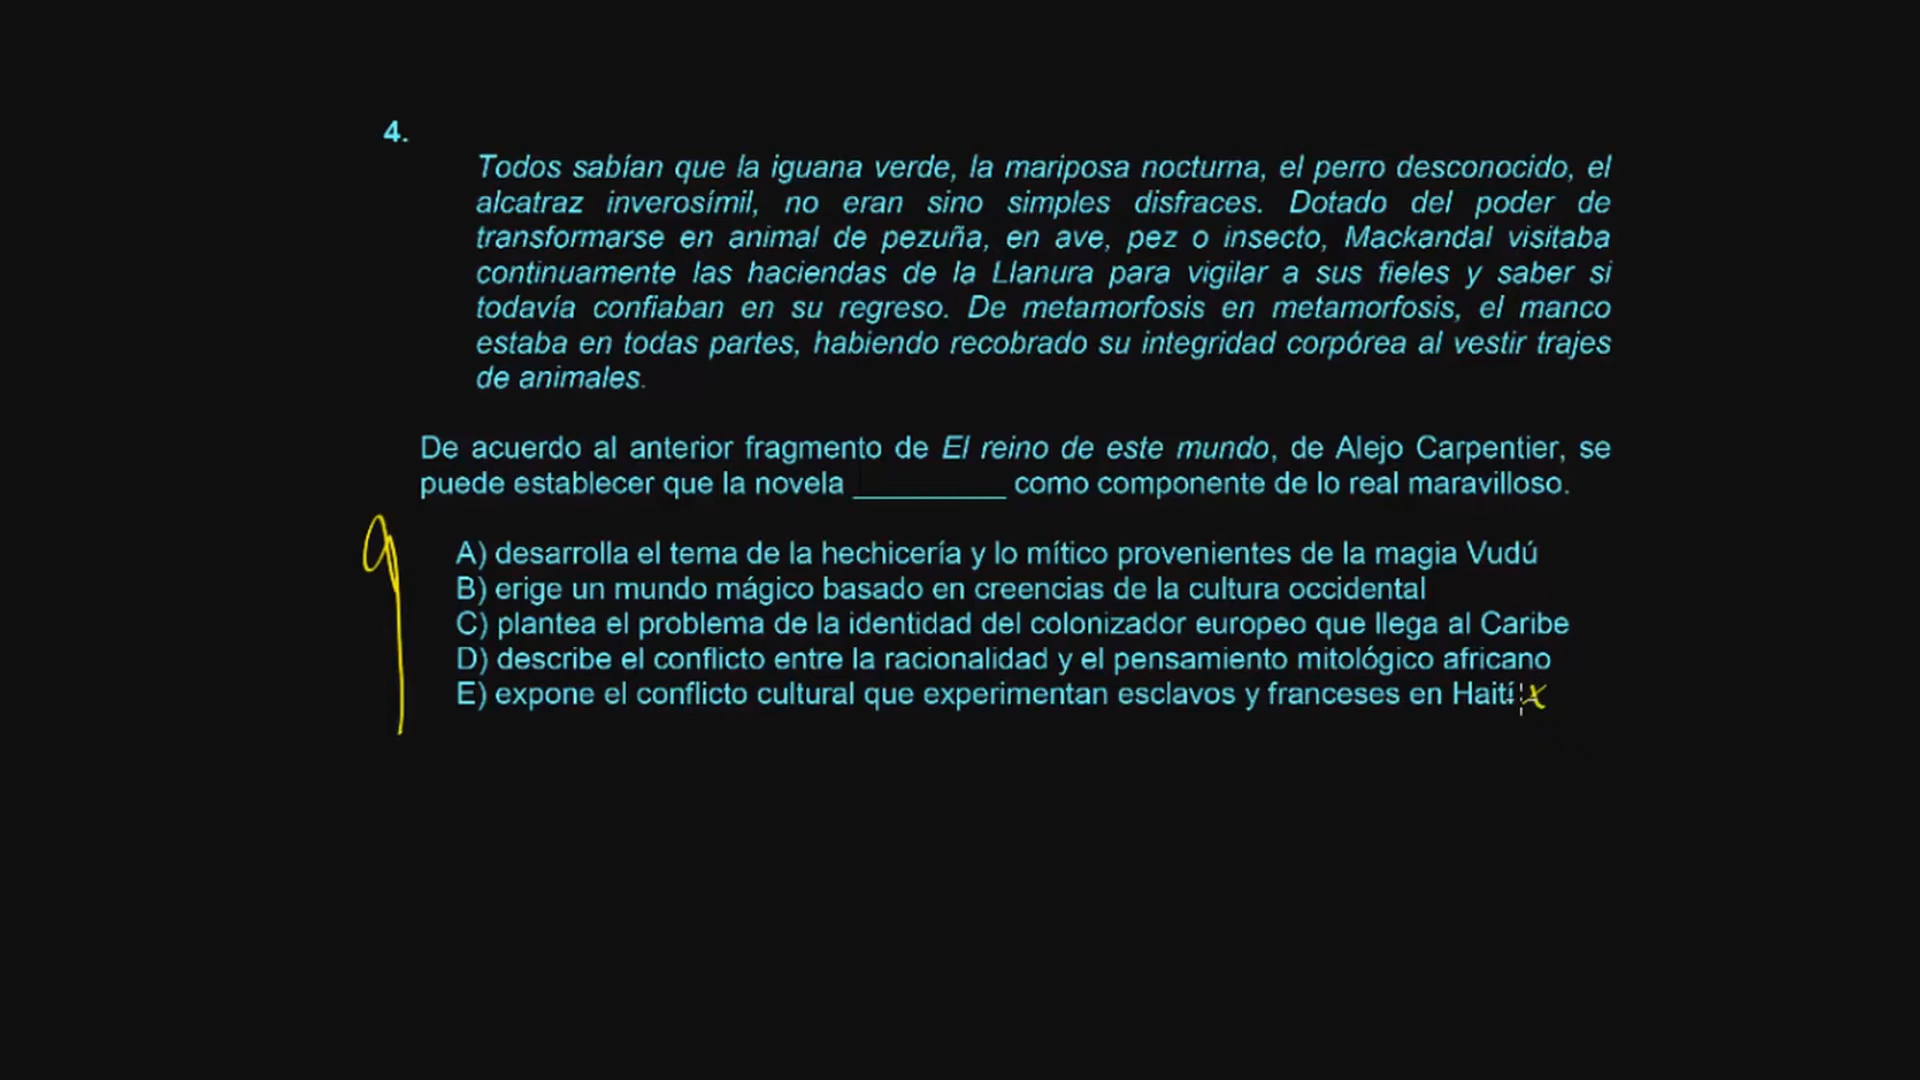 4.
Todos sabían que la iguana verde, la mariposa nocturna, el perro desconocido, el
alcatraz inverosímil, no eran sino simples disfraces. Dotado del poder de
transformarse en animal de pezuña, en ave, pez o insecto, Mackandal visitaba
continuamente las haciendas de la Llanura para vigilar a sus fieles y saber si
todavía confiaban en su regreso. De metamorfosis en metamorfosis, el manco
estaba en todas partes, habiendo recobrado su integridad corpórea al vestir trajes
de animales.
De acuerdo al anterior fragmento de El reino de este mundo, de Alejo Carpentier, se
puede establecer que la novela __________ como componente de lo real maravilloso.
A) desarrolla el tema de la hechicería y lo mítico provenientes de la magia Vudú
B) erige un mundo mágico basado en creencias de la cultura occidental
C) plantea el problema de la identidad del colonizador europeo que llega al Caribe
D) describe el conflicto entre la racionalidad y el pensamiento mitológico africano
E) expone el conflicto cultural que experimentan esclavos y franceses en Haití x